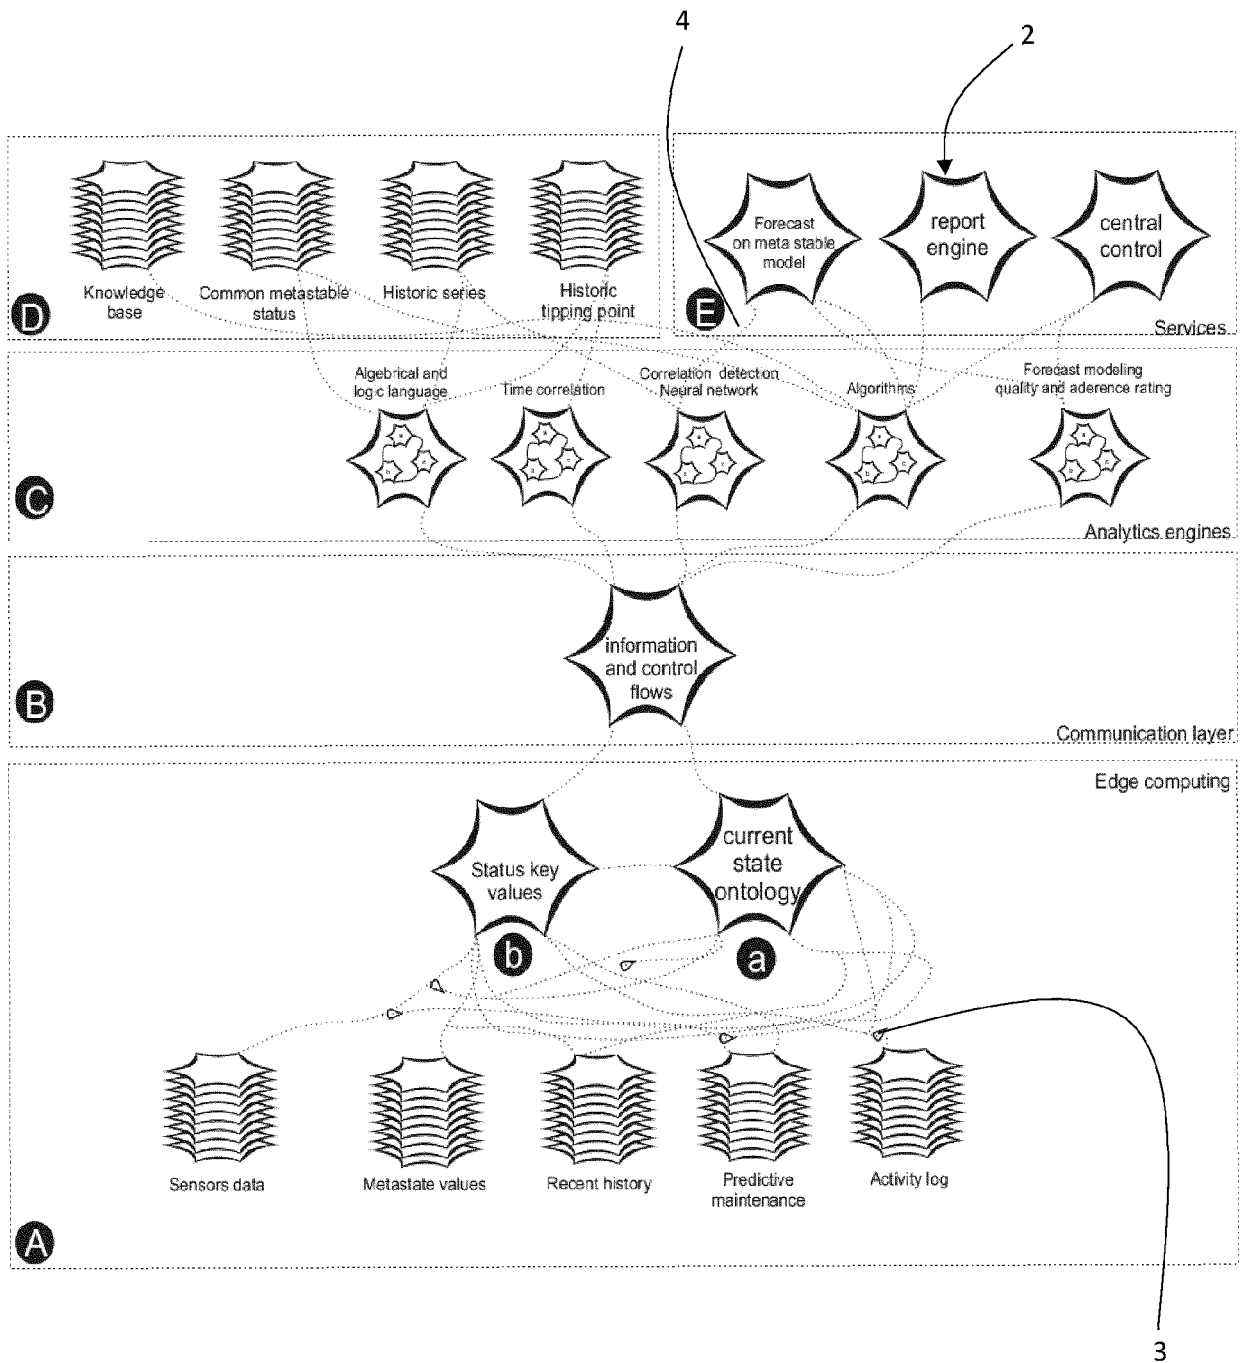 4
2
Knowledge
base
Common metastable
status
Historic series
Historic
tipping point
D
Forecast
on meta stable
model
report
engine
central
control
E
Services
Algebrical and
logic language
Time correlation
Correlation detection
Neural network
Algorithms
Forecast modeling
quality and aderence rating
C
Analytics engines
information
and control
flows
B
Communication layer
Edge computing
Status key
values
current
state
ontology
b
a
Sensors data
Metastate values
Recent history
Predictive
maintenance
Activity log
A
3